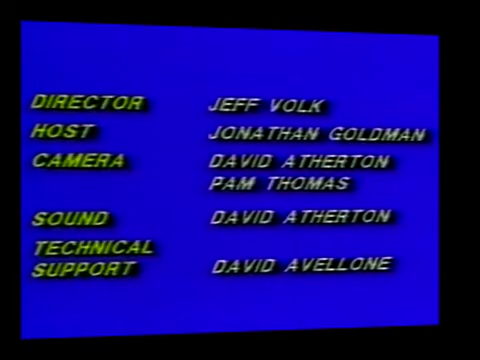 DIRECTOR JEFF VOLK
HOST JONATHAN GOLDMAN
CAMERA DAVID ATHERTON
PAM THOMAS
SOUND DAVID ATHERTON
TECHNICAL
SUPPORT DAVID AVELLONE